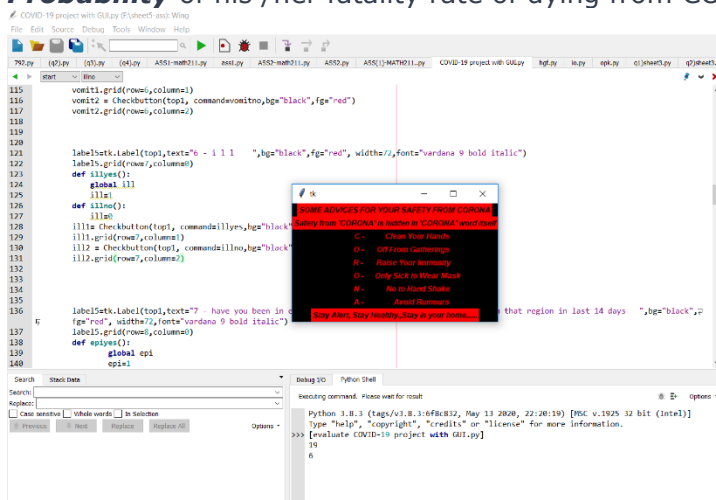 Probability of his /her fatality rate of dying from CO
COVID-19 project with GUI.py (F:\sheet5-ass): Wing
File Edit Source Debug Tools Window Help
792.py (q2).py (q3).py (q4).py ASS1-math211.py ass1.py ASS2-math211.py ASS2.py ASS(1)-MATH211.py COVID-19 project with GUI.py hgt.py io.py opk.py q1)sheet3.py q2)sheet3.
start illno
115 vomit1.grid(row=6,column=1)
116 vomit2 = Checkbutton(top1, command=vomitno,bg="black",fg="red")
117 vomit2.grid(row=6,column=2)
118
119
120
121 label5=tk.Label(top1,text="6 - i l l ",bg="black",fg="red", width=72,font="vardana 9 bold italic")
122 label5.grid(row=7,column=0)
123 def illyes():
124 global ill
125 ill=1
126 def illno():
127 ill=0
128 ill1= Checkbutton(top1, command=illyes,bg="black"
129 ill1.grid(row=7,column=1)
130 ill2 = Checkbutton(top1, command=illno,bg="black"
131 ill2.grid(row=7,column=2)
132
133
134
135
136 label5=tk.Label(top1,text="7 - have you been in e that region in last 14 days ",bg="black",
fg="red", width=72,font="vardana 9 bold italic")
137 label5.grid(row=8,column=0)
138 def epiyes():
139 global epi
140 epi=1
tk
SOME ADVICES FOR YOUR SAFETY FROM CORONA
Safety from 'CORONA' is hidden in 'CORONA' word itself
C - Clean Your Hands
O - Off From Gatherings
R - Raise Your Immunity
O - Only Sick to Wear Mask
N - No to Hand Shake
A - Avoid Rumours
Stay Alert, Stay Healthy,Stay is your home.....
Search Stack Data
Search:
Replace:
Case sensitive Whole words In Selection
Previous Next Replace Replace All Options
Debug I/O Python Shell
Executing command. Please wait for result Options
Python 3.8.3 (tags/v3.8.3:6f8c832, May 13 2020, 22:20:19) [MSC v.1925 32 bit (Intel)]
Type "help", "copyright", "credits" or "license" for more information.
>>> [evaluate COVID-19 project with GUI.py]
19
6